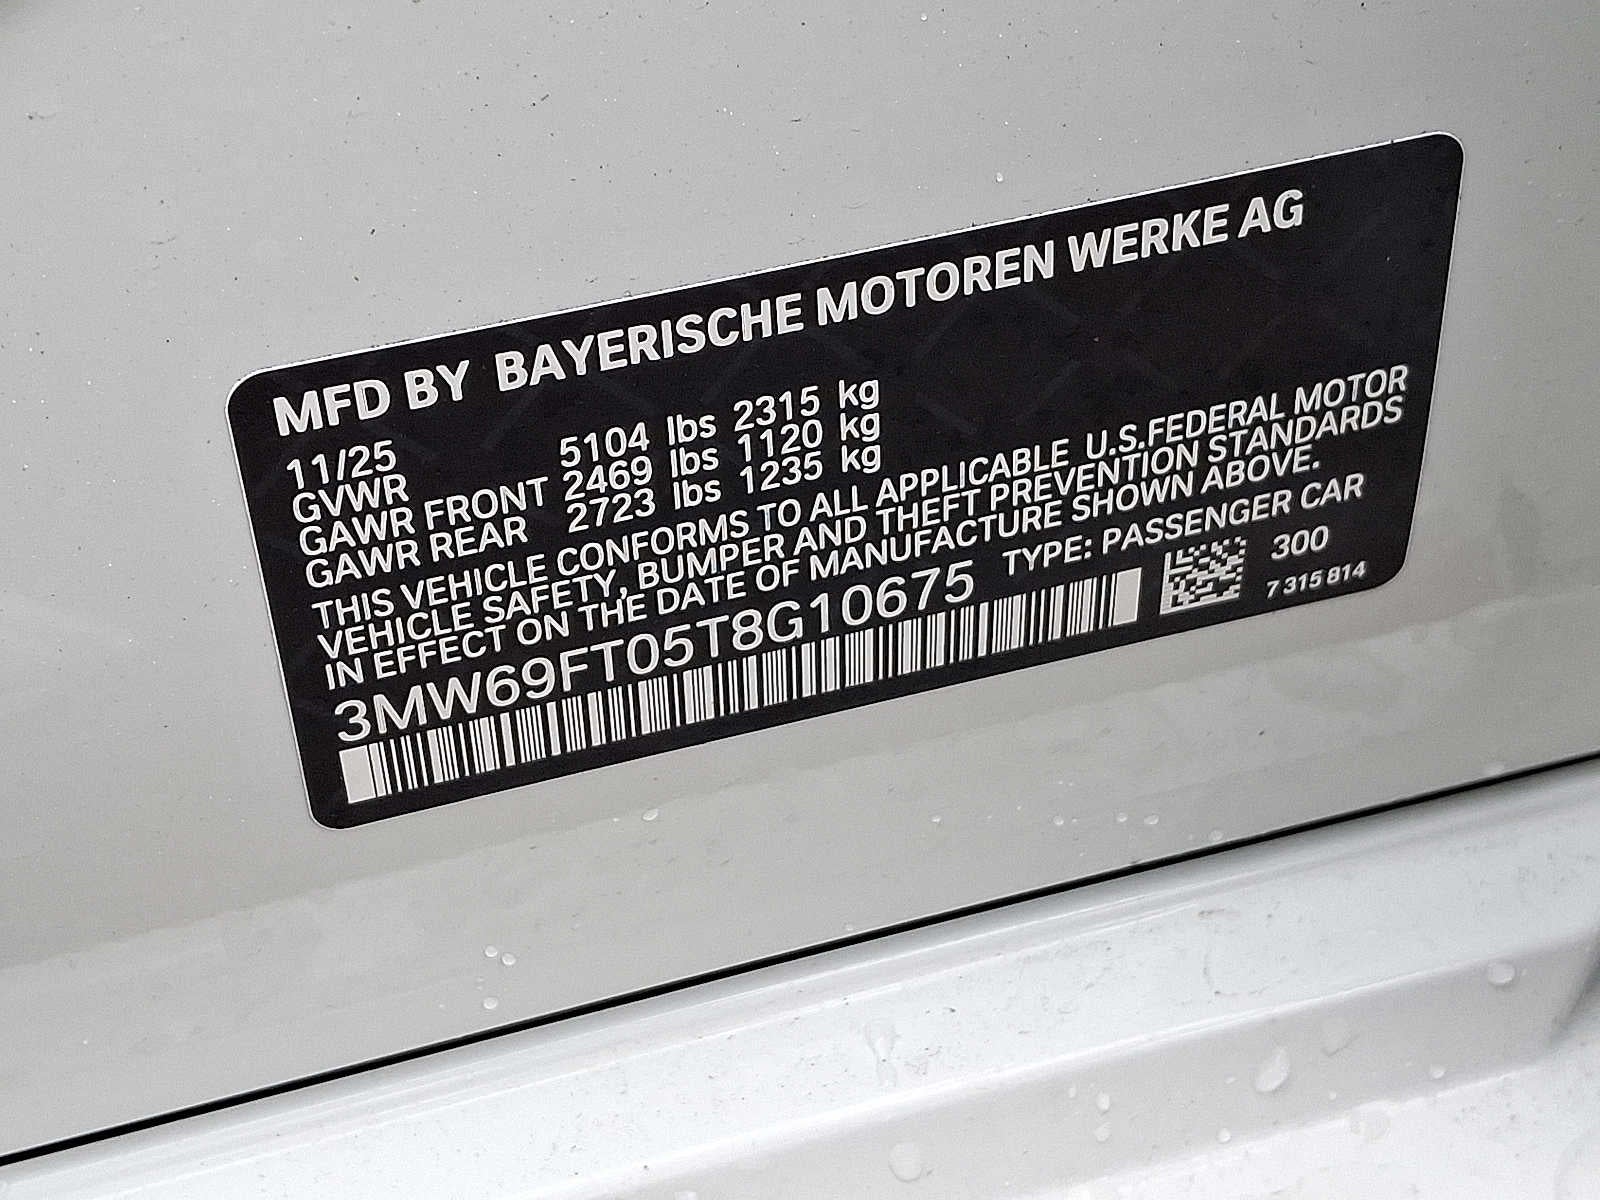 MFD BY BAYERISCHE MOTOREN WERKE AG
11/25
GVWR 5104 lbs 2315 kg
GAWR FRONT 2469 lbs 1120 kg
GAWR REAR 2723 lbs 1235 kg
THIS VEHICLE CONFORMS TO ALL APPLICABLE U.S.FEDERAL MOTOR
VEHICLE SAFETY, BUMPER AND THEFT PREVENTION STANDARDS
IN EFFECT ON THE DATE OF MANUFACTURE SHOWN ABOVE.
3MW69FT05T8G10675 TYPE: PASSENGER CAR
300
7 315 814